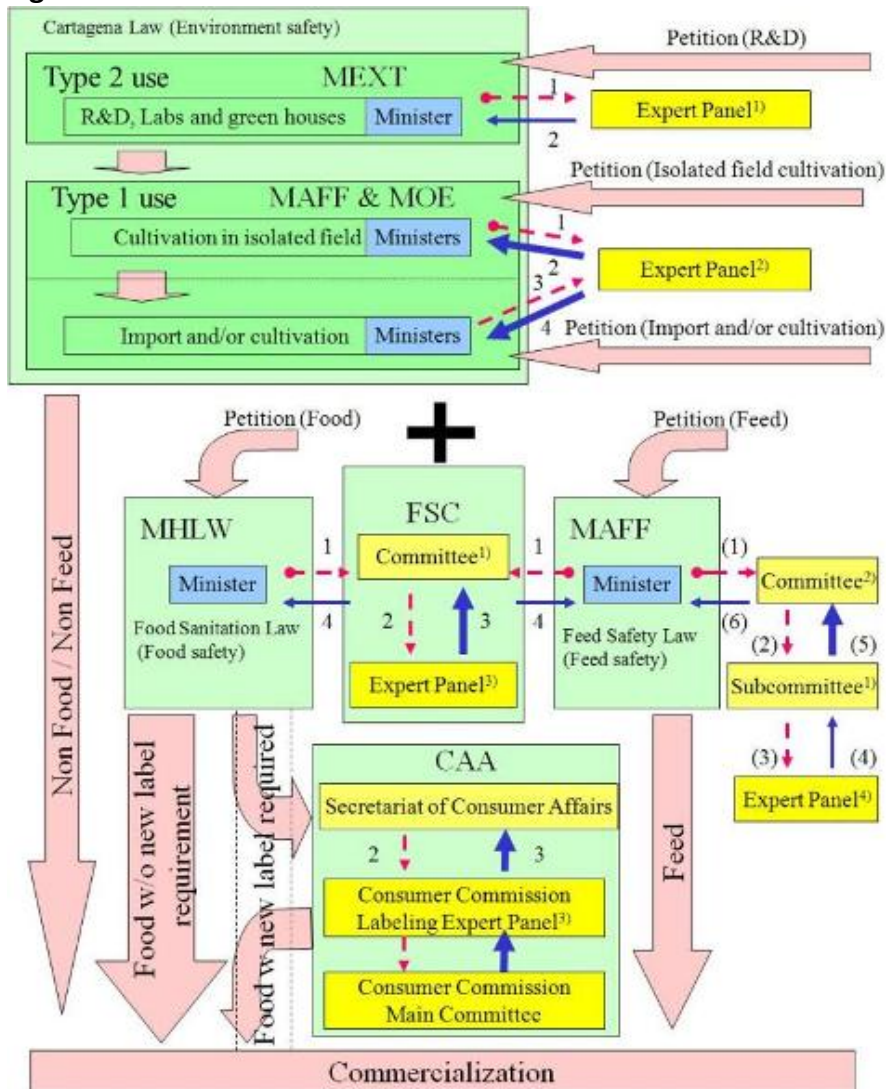 Cartagena Law (Environment safety)
Petition (R&D)
Type 2 use MEXT
1
R&D, Labs and green houses Minister
Expert Panel1)
2
Petition (Isolated field cultivation)
Type 1 use MAFF & MOE
1
Cultivation in isolated field Ministers
2
Expert Panel2)
3
Import and/or cultivation Ministers
4
Petition (Import and/or cultivation)
Petition (Food)
+
Petition (Feed)
MHLW
FSC
MAFF
1
Committee1)
1
(1)
Minister
Minister
Committee2)
4
2
3
4
(6)
Food Sanitation Law
(Food safety)
Feed Safety Law
(Feed safety)
(2)
(5)
Expert Panel3)
Subcommittee1)
(3)
(4)
Expert Panel4)
Non Food / Non Feed
Food w/o new label
requirement
Food w new label required
CAA
Secretariat of Consumer Affairs
2
3
Consumer Commission
Labeling Expert Panel3)
Consumer Commission
Main Committee
Feed
Commercialization